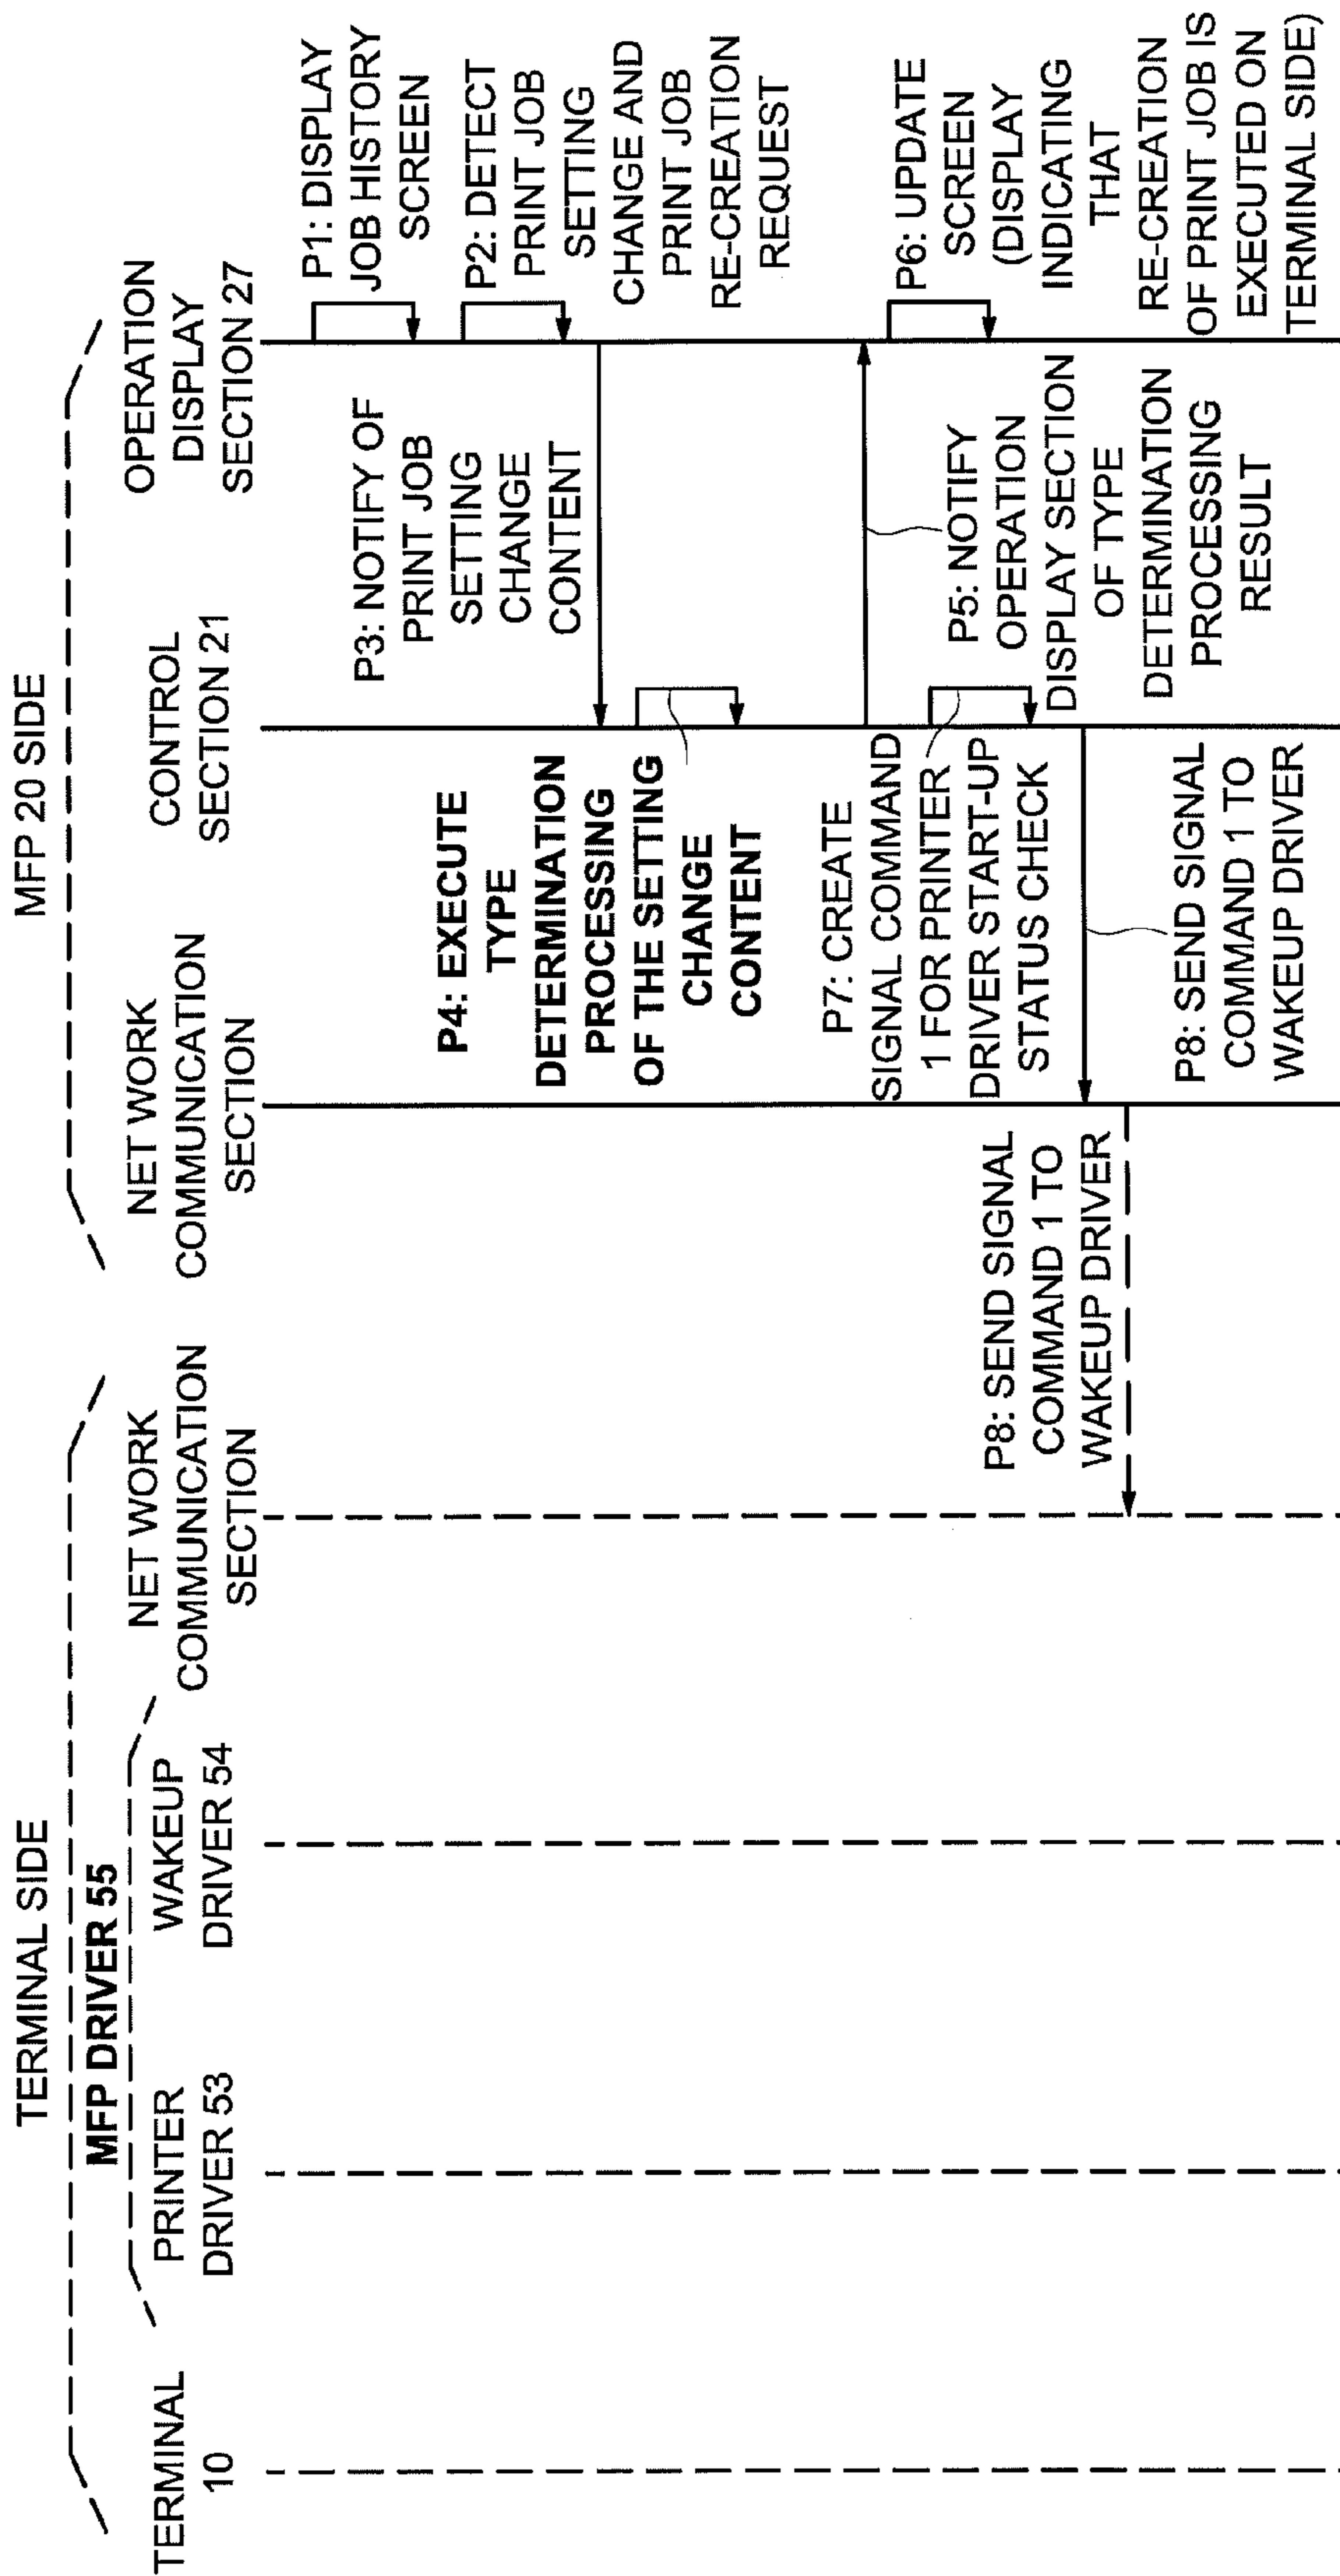 TERMINAL SIDE
MFP DRIVER 55
TERMINAL
10
PRINTER
DRIVER 53
WAKEUP
DRIVER 54
NET WORK
COMMUNICATION
SECTION
MFP 20 SIDE
NET WORK
COMMUNICATION
SECTION
CONTROL
SECTION 21
OPERATION
DISPLAY
SECTION 27
P1: DISPLAY
JOB HISTORY
SCREEN
P2: DETECT
PRINT JOB
SETTING
CHANGE AND
PRINT JOB
RE-CREATION
REQUEST
P3: NOTIFY OF
PRINT JOB
SETTING
CHANGE
CONTENT
P4: EXECUTE
TYPE
DETERMINATION
PROCESSING
OF THE SETTING
CHANGE
CONTENT
P5: NOTIFY
OPERATION
DISPLAY SECTION
OF TYPE
DETERMINATION
PROCESSING
RESULT
P6: UPDATE
SCREEN
(DISPLAY
INDICATING
THAT
RE-CREATION
OF PRINT JOB IS
EXECUTED ON
TERMINAL SIDE)
P7: CREATE
SIGNAL COMMAND
1 FOR PRINTER
DRIVER START-UP
STATUS CHECK
P8: SEND SIGNAL
COMMAND 1 TO
WAKEUP DRIVER
P8: SEND SIGNAL
COMMAND 1 TO
WAKEUP DRIVER